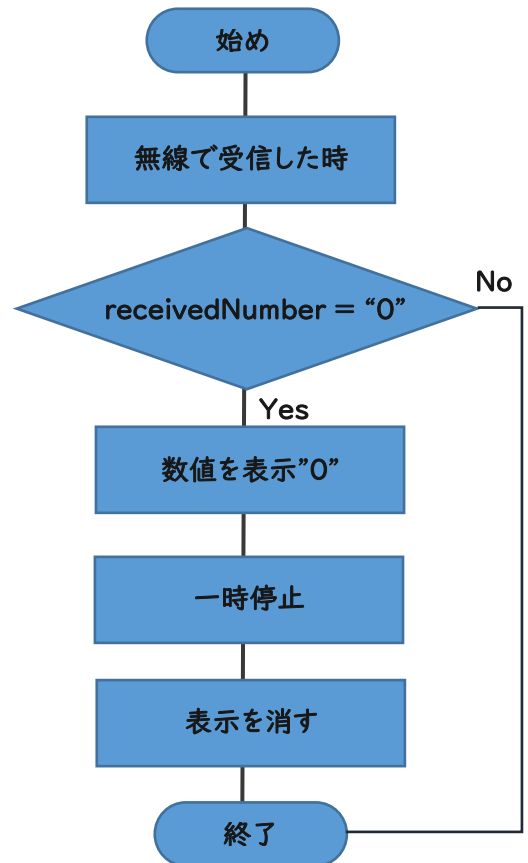 始め
無線で受信した時
receivedNumber = “0”
No
Yes
数値を表示”0”
一時停止
表示を消す
終了